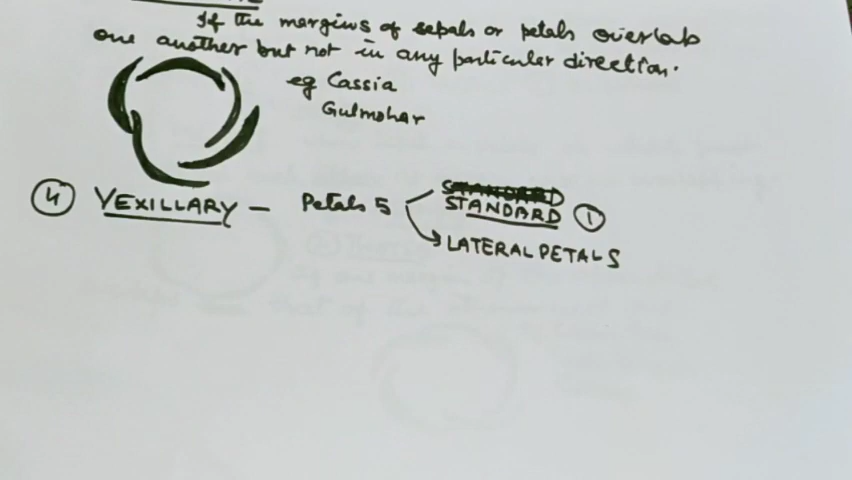 If the margins of sepals or petals overlab
one another but not in any particular direction.
eg Cassia
Gulmohar
4 VEXILLARY - Petals 5
STANDARD
STANDARD 1
LATERAL PETALS